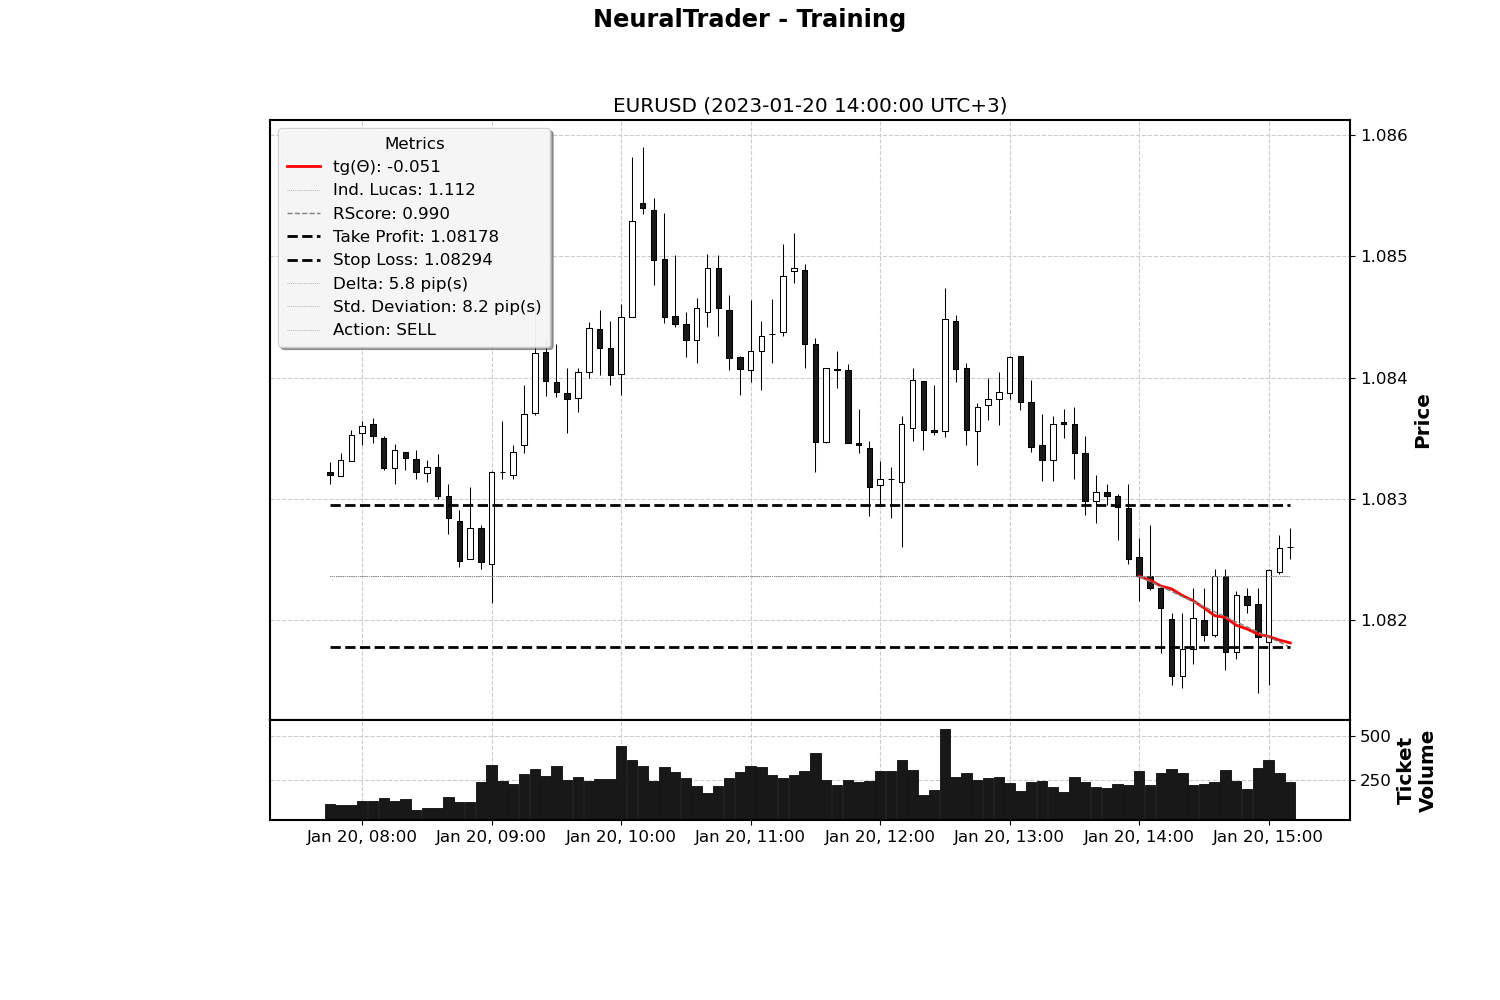 NeuralTrader - Training
EURUSD (2023-01-20 14:00:00 UTC+3)
Metrics
tg(Θ): -0.051
Ind. Lucas: 1.112
RScore: 0.990
Take Profit: 1.08178
Stop Loss: 1.08294
Delta: 5.8 pip(s)
Std. Deviation: 8.2 pip(s)
Action: SELL
1.086
1.085
1.084
1.083
1.082
Price
500
250
Ticket
Volume
Jan 20, 08:00 Jan 20, 09:00 Jan 20, 10:00 Jan 20, 11:00 Jan 20, 12:00 Jan 20, 13:00 Jan 20, 14:00 Jan 20, 15:00